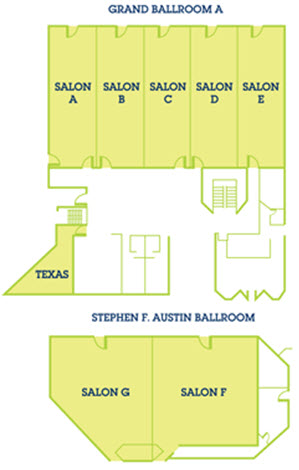 GRAND BALLROOM A
SALON A
SALON B
SALON C
SALON D
SALON E
TEXAS
STEPHEN F. AUSTIN BALLROOM
SALON G
SALON F